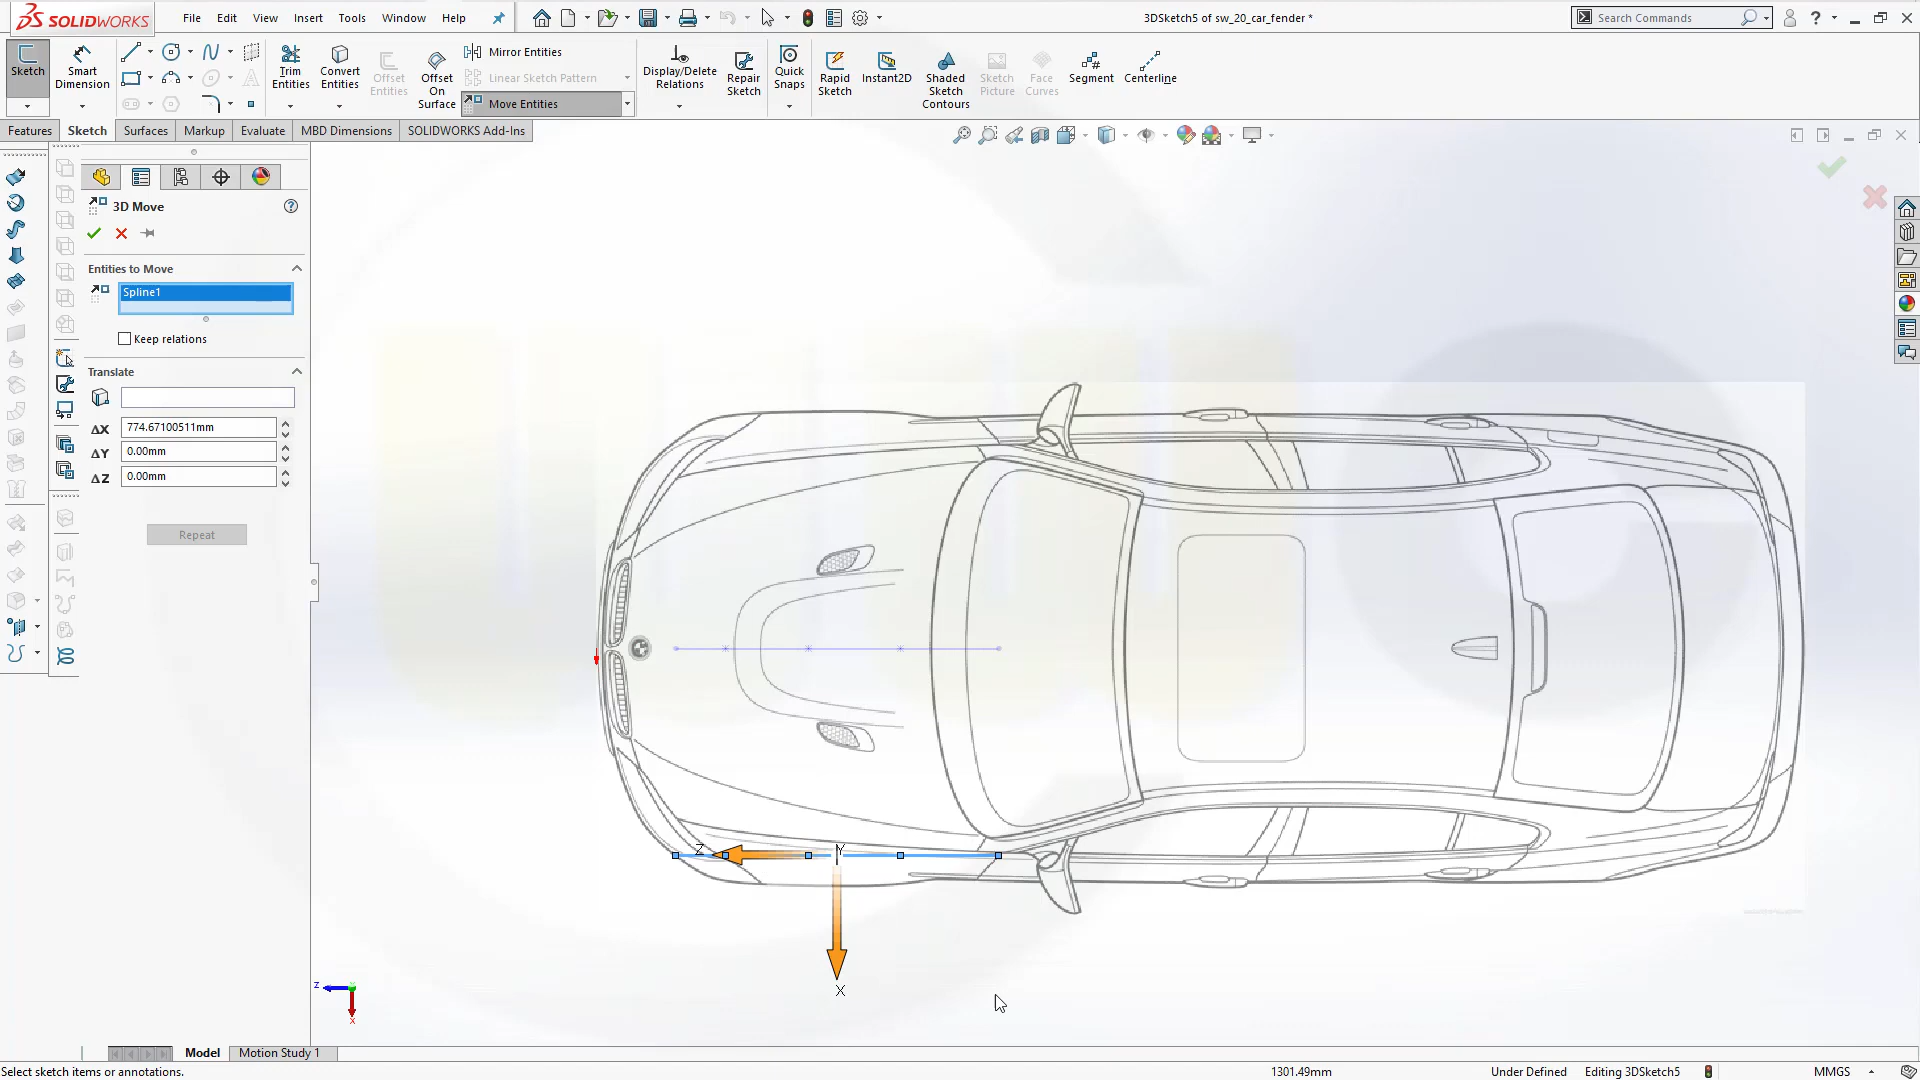 SOLIDWORKS
File Edit View Insert Tools Window Help
3DSketch5 of sw_20_car_fender *
Search Commands
Sketch
Smart Dimension
Trim Entities
Convert Entities
Offset Entities
Offset On Surface
Mirror Entities
Linear Sketch Pattern
Move Entities
Display/Delete Relations
Repair Sketch
Quick Snaps
Rapid Sketch
Instant2D
Shaded Sketch Contours
Sketch Picture
Face Curves
Segment
Centerline
Features Sketch Surfaces Markup Evaluate MBD Dimensions SOLIDWORKS Add-Ins
3D Move
Entities to Move
Spline1
Keep relations
Translate
ΔX 774.67100511mm
ΔY 0.00mm
ΔZ 0.00mm
Repeat
Z
Y
X
z
x
Model Motion Study 1
Select sketch items or annotations.
1301.49mm
Under Defined
Editing 3DSketch5
MMGS